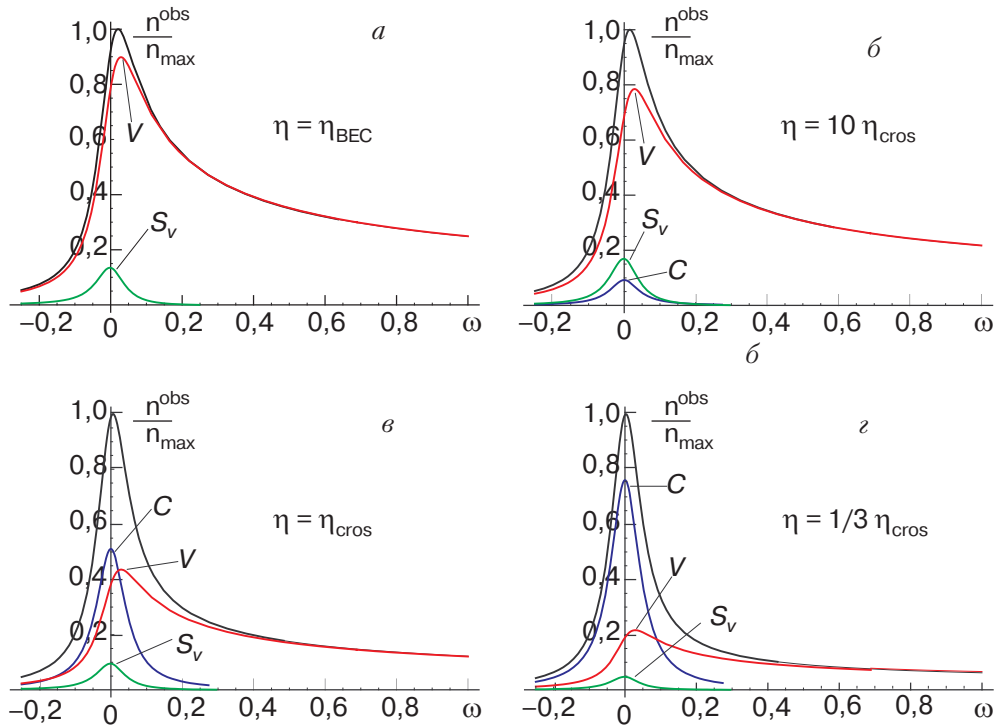 1,0
n^obs
n_max
а
0,8
V
η = η_BEC
0,6
0,4
S_v
0,2
−0,2 0 0,2 0,4 0,6 0,8 ω
1,0
n^obs
n_max
б
0,8
V
η = 10 η_cros
0,6
0,4
S_v
0,2
C
−0,2 0 0,2 0,4 0,6 0,8 ω
б
1,0
n^obs
n_max
в
0,8
C
0,6
η = η_cros
V
0,4
S_v
0,2
−0,2 0 0,2 0,4 0,6 0,8 ω
1,0
n^obs
n_max
г
0,8
C
0,6
η = 1/3 η_cros
V
0,4
S_v
0,2
−0,2 0 0,2 0,4 0,6 0,8 ω